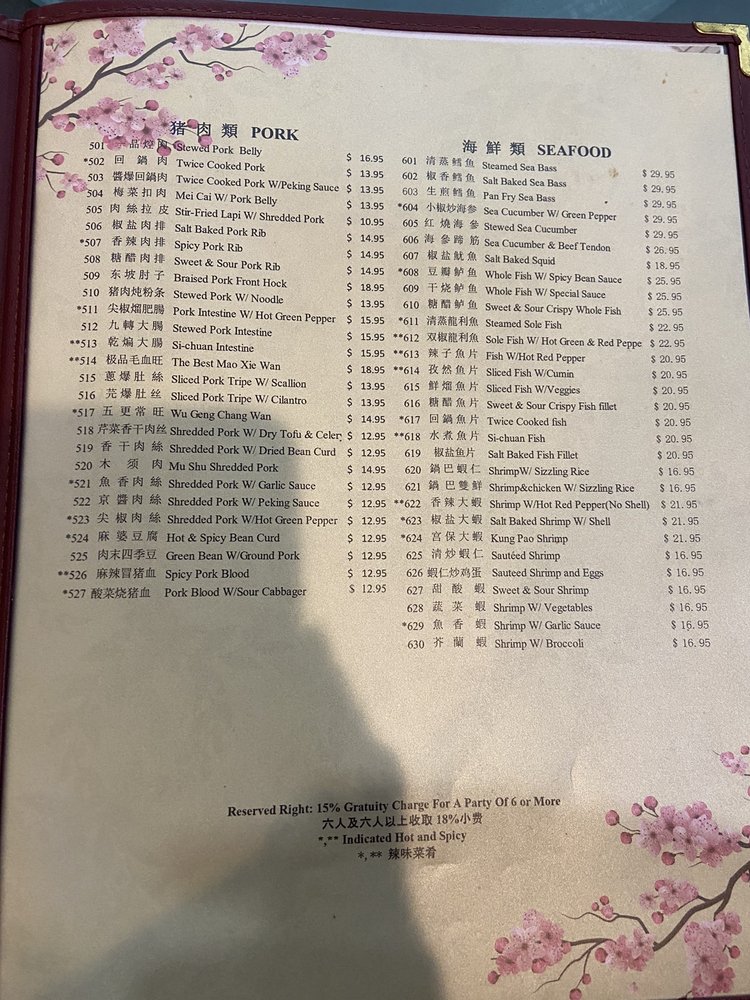 猪肉類 PORK
501 品 Stewed Pork Belly $ 16.95
*502 回鍋肉 Twice Cooked Pork $ 13.95
503 醬爆回鍋肉 Twice Cooked Pork W/Peking Sauce $ 13.95
504 梅菜扣肉 Mei Cai W/ Pork Belly $ 13.95
505 肉絲拉皮 Stir-Fried Lapi W/ Shredded Pork $ 10.95
506 椒盐肉排 Salt Baked Pork Rib $ 14.95
*507 香辣肉排 Spicy Pork Rib $ 14.95
508 糖醋肉排 Sweet & Sour Pork Rib $ 14.95
509 东坡肘子 Braised Pork Front Hock $ 18.95
510 猪肉炖粉条 Stewed Pork W/ Noodle $ 13.95
*511 尖椒熘肥腸 Pork Intestine W/ Hot Green Pepper $ 15.95
512 九轉大腸 Stewed Pork Intestine $ 15.95
**513 乾煸大腸 Si-chuan Intestine $ 15.95
**514 极品毛血旺 The Best Mao Xie Wan $ 18.95
515 蔥爆肚絲 Sliced Pork Tripe W/ Scallion $ 13.95
516 芫爆肚丝 Sliced Pork Tripe W/ Cilantro $ 13.95
*517 五更常旺 Wu Geng Chang Wan $ 14.95
518 芹菜香干肉丝 Shredded Pork W/ Dry Tofu & Celery $ 12.95
519 香干肉絲 Shredded Pork W/ Dried Bean Curd $ 12.95
520 木须肉 Mu Shu Shredded Pork $ 14.95
*521 魚香肉絲 Shredded Pork W/ Garlic Sauce $ 12.95
522 京醬肉絲 Shredded Pork W/ Peking Sauce $ 12.95
*523 尖椒肉絲 Shredded Pork W/Hot Green Pepper $ 12.95
*524 麻婆豆腐 Hot & Spicy Bean Curd $ 12.95
525 肉末四季豆 Green Bean W/Ground Pork $ 12.95
**526 麻辣冒猪血 Spicy Pork Blood $ 12.95
*527 酸菜烧猪血 Pork Blood W/Sour Cabbager $ 12.95
海鮮類 SEAFOOD
601 清蒸鱈鱼 Steamed Sea Bass $ 29.95
602 椒香鱈鱼 Salt Baked Sea Bass $ 29.95
603 生煎鱈鱼 Pan Fry Sea Bass $ 29.95
*604 小椒炒海参 Sea Cucumber W/ Green Pepper $ 29.95
605 红燒海參 Stewed Sea Cucumber $ 29.95
606 海參蹄筋 Sea Cucumber & Beef Tendon $ 26.95
607 椒盐魷魚 Salt Baked Squid $ 18.95
*608 豆瓣鲈鱼 Whole Fish W/ Spicy Bean Sauce $ 25.95
609 干烧鲈鱼 Whole Fish W/ Special Sauce $ 25.95
610 糖醋鲈鱼 Sweet & Sour Crispy Whole Fish $ 25.95
*611 清蒸龍利魚 Steamed Sole Fish $ 22.95
**612 双椒龍利魚 Sole Fish W/ Hot Green & Red Peppe $ 22.95
**613 辣子魚片 Fish W/Hot Red Pepper $ 20.95
**614 孜然魚片 Sliced Fish W/Cumin $ 20.95
615 鮮熘魚片 Sliced Fish W/Veggies $ 20.95
616 糖醋魚片 Sweet & Sour Crispy Fish fillet $ 20.95
*617 回鍋魚片 Twice Cooked fish $ 20.95
**618 水煮魚片 Si-chuan Fish $ 20.95
619 椒盐鱼片 Salt Baked Fish Fillet $ 20.95
620 鍋巴蝦仁 ShrimpW/ Sizzling Rice $ 16.95
621 鍋巴雙鮮 Shrimp&chicken W/ Sizzling Rice $ 16.95
**622 香辣大蝦 Shrimp W/Hot Red Pepper(No Shell) $ 21.95
*623 椒盐大蝦 Salt Baked Shrimp W/ Shell $ 21.95
*624 宫保大蝦 Kung Pao Shrimp $ 21.95
625 清炒蝦仁 Sautéed Shrimp $ 16.95
626 蝦仁炒鸡蛋 Sauteed Shrimp and Eggs $ 16.95
627 甜酸蝦 Sweet & Sour Shrimp $ 16.95
628 蔬菜蝦 Shrimp W/ Vegetables $ 16.95
*629 魚香蝦 Shrimp W/ Garlic Sauce $ 16.95
630 芥蘭蝦 Shrimp W/ Broccoli $ 16.95
Reserved Right: 15% Gratuity Charge For A Party Of 6 or More
六人及六人以上收取 18%小费
*,** Indicated Hot and Spicy
*,** 辣味菜肴